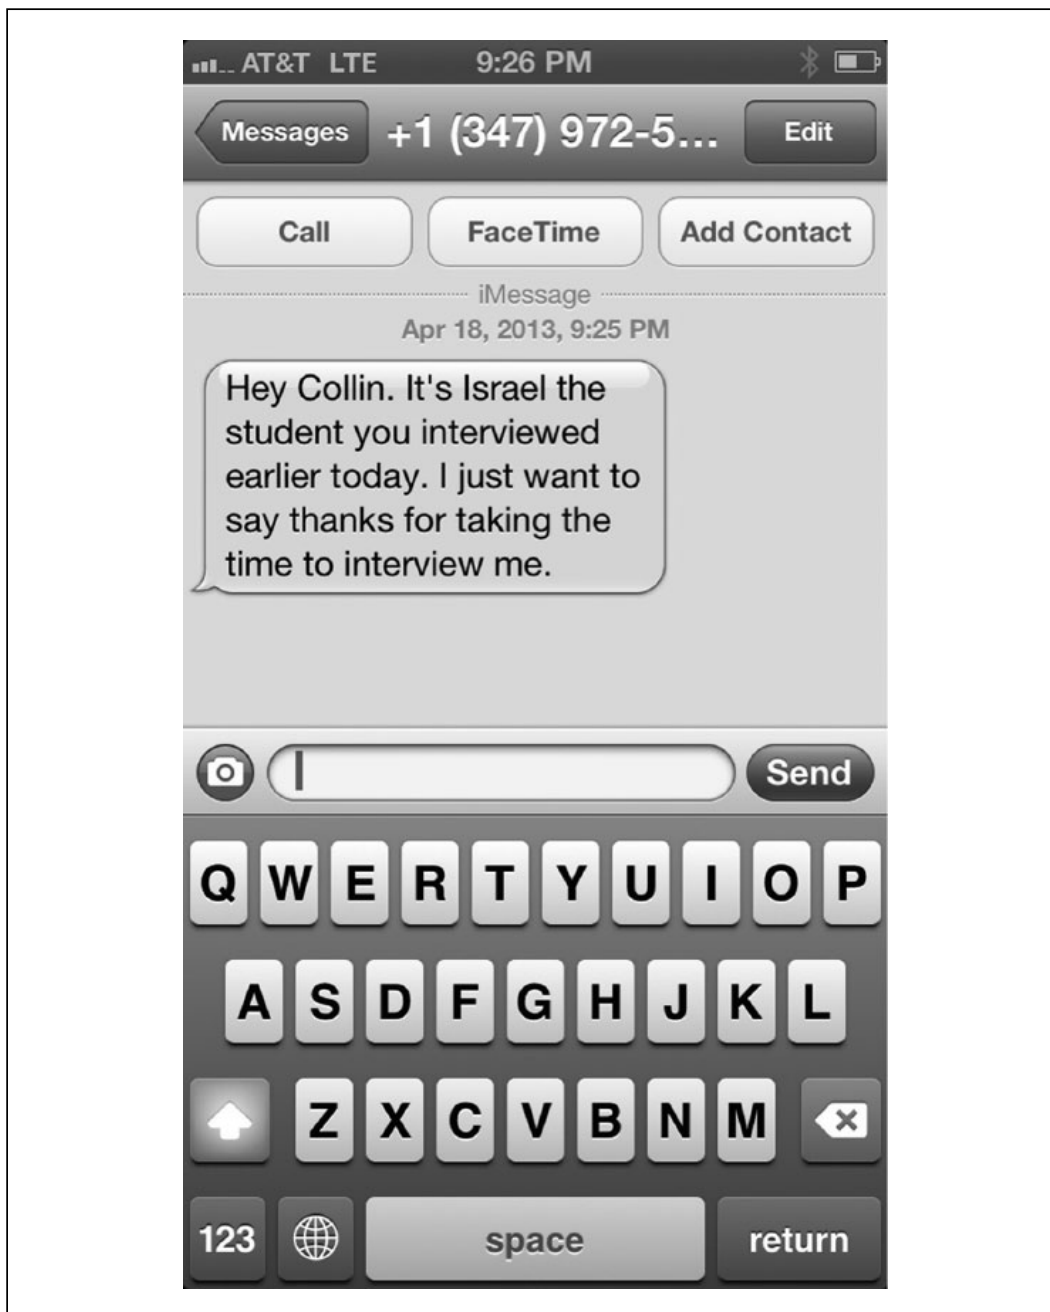 AT&T LTE 9:26 PM
Messages +1 (347) 972-5... Edit
Call FaceTime Add Contact
iMessage
Apr 18, 2013, 9:25 PM
Hey Collin. It's Israel the
student you interviewed
earlier today. I just want to
say thanks for taking the
time to interview me.
Send
Q W E R T Y U I O P
A S D F G H J K L
Z X C V B N M
123 space return